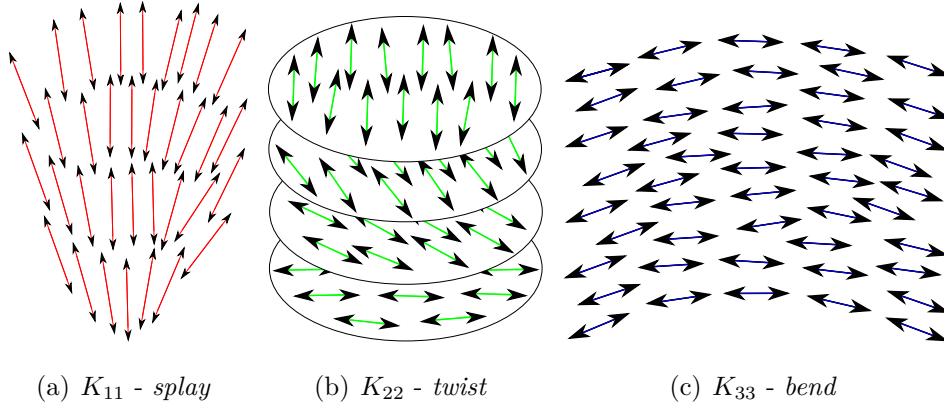 (a) K11 - splay
(b) K22 - twist
(c) K33 - bend